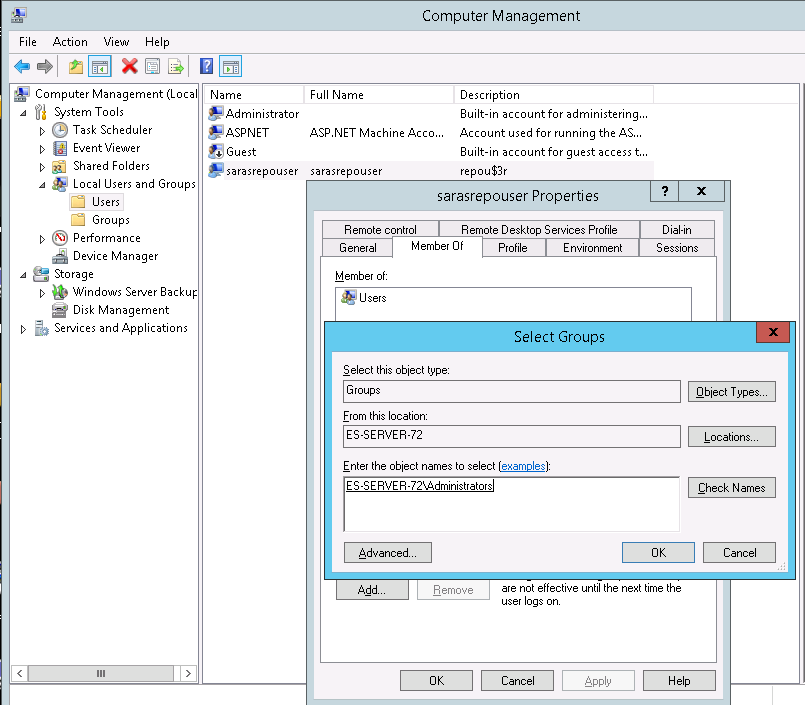 Computer Management
File Action View Help
Computer Management (Local
System Tools
Task Scheduler
Event Viewer
Shared Folders
Local Users and Groups
Users
Groups
Performance
Device Manager
Storage
Windows Server Backup
Disk Management
Services and Applications
Name Full Name Description
Administrator Built-in account for administering...
ASPNET ASP.NET Machine Acco... Account used for running the AS...
Guest Built-in account for guest access t...
sarasrepouser sarasrepouser repou$3r
sarasrepouser Properties
? X
Remote control Remote Desktop Services Profile Dial-in
General Member Of Profile Environment Sessions
Member of:
Users
Select Groups
X
Select this object type:
Groups
Object Types...
From this location:
ES-SERVER-72
Locations...
Enter the object names to select (examples):
ES-SERVER-72\Administrators
Check Names
Advanced... OK Cancel
Add... Remove
are not effective until the next time the
user logs on.
OK Cancel Apply Help